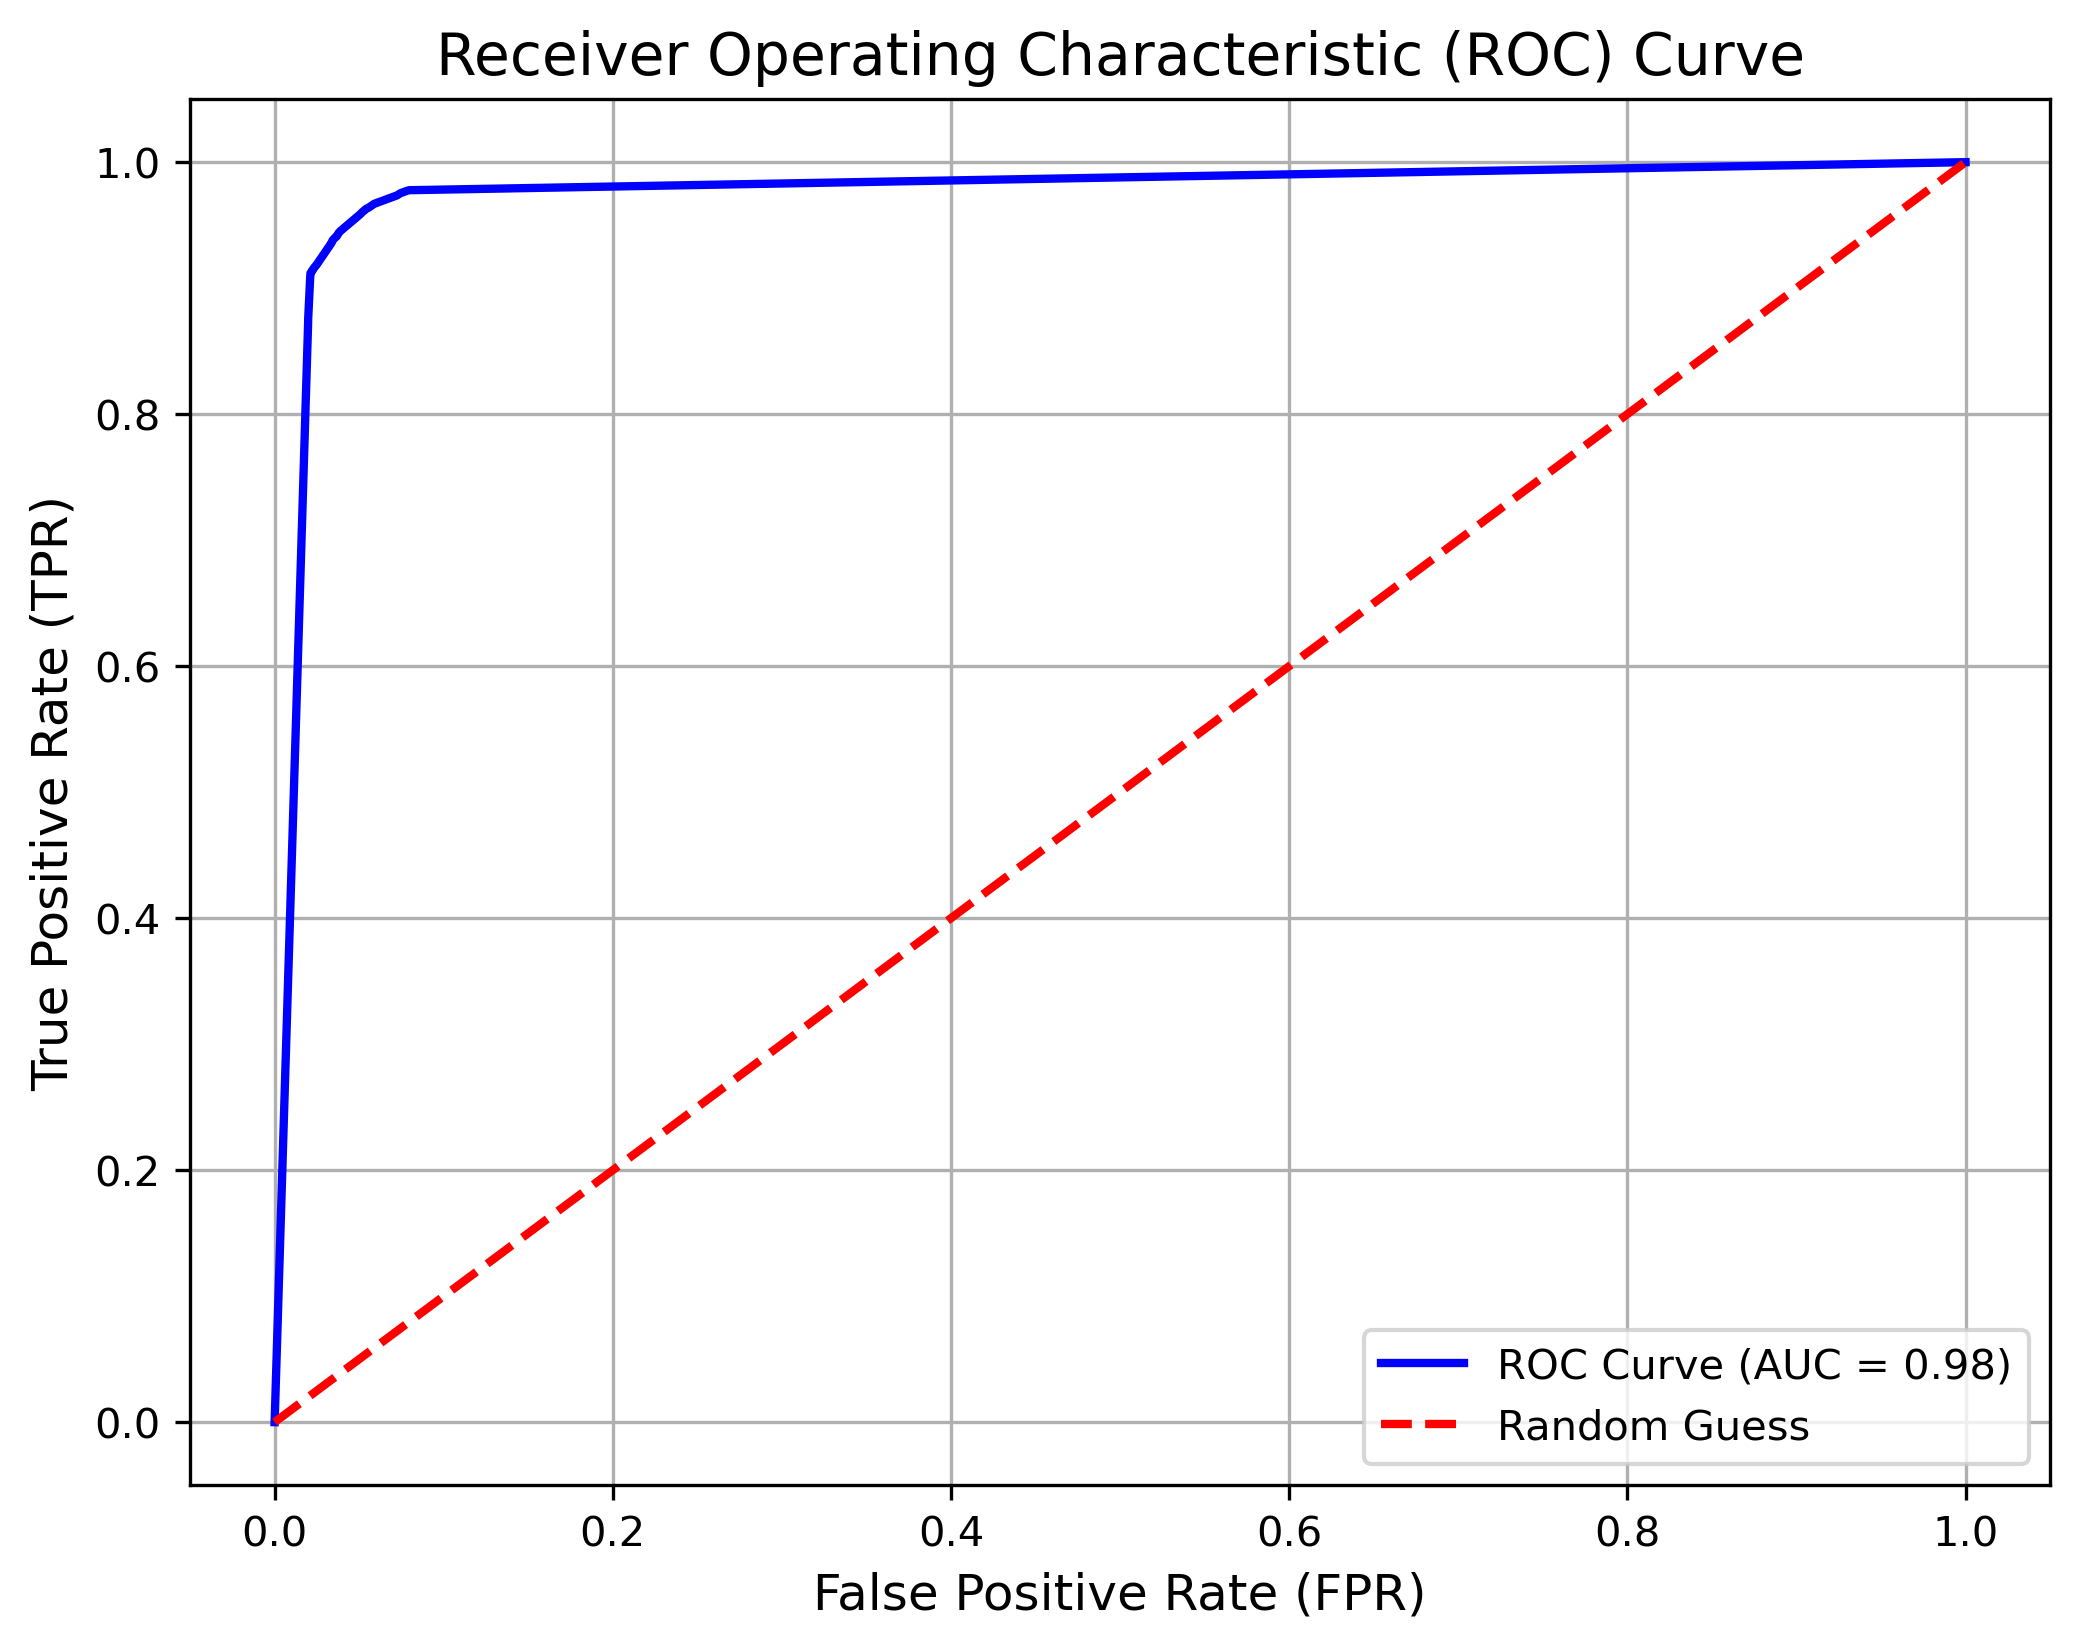 Receiver Operating Characteristic (ROC) Curve
True Positive Rate (TPR)
1.0
0.8
0.6
0.4
0.2
0.0
ROC Curve (AUC = 0.98)
Random Guess
0.0 0.2 0.4 0.6 0.8 1.0
False Positive Rate (FPR)